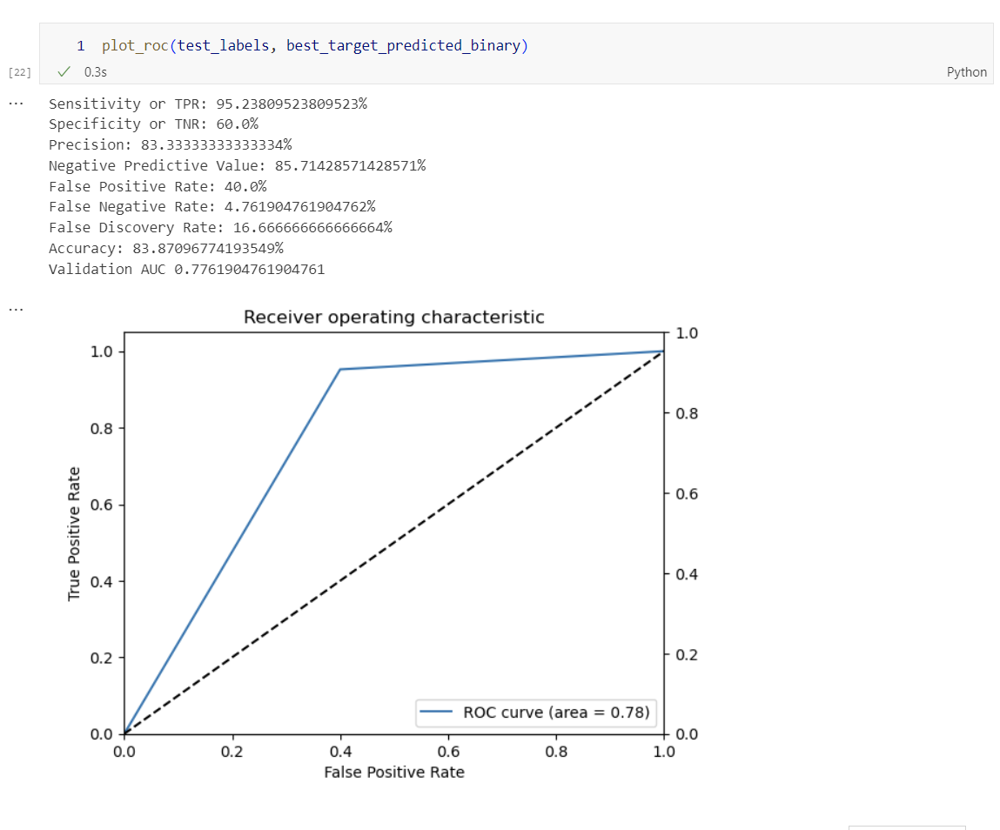 1 plot_roc(test_labels, best_target_predicted_binary)
[22] ✓ 0.3s Python
... Sensitivity or TPR: 95.23809523809523%
Specificity or TNR: 60.0%
Precision: 83.33333333333334%
Negative Predictive Value: 85.71428571428571%
False Positive Rate: 40.0%
False Negative Rate: 4.761904761904762%
False Discovery Rate: 16.666666666666664%
Accuracy: 83.87096774193549%
Validation AUC 0.7761904761904761
...
Receiver operating characteristic
1.0
0.8
0.6
0.4
0.2
0.0
True Positive Rate
1.0
0.8
0.6
0.4
0.2
0.0
ROC curve (area = 0.78)
0.0 0.2 0.4 0.6 0.8 1.0
False Positive Rate